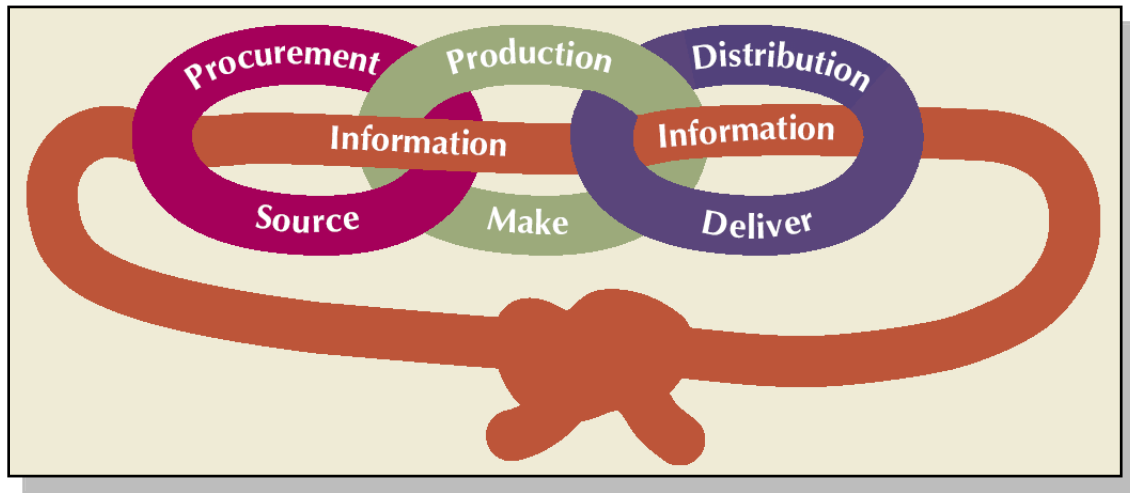 Procurement
Production
Distribution
Information
Information
Source
Make
Deliver